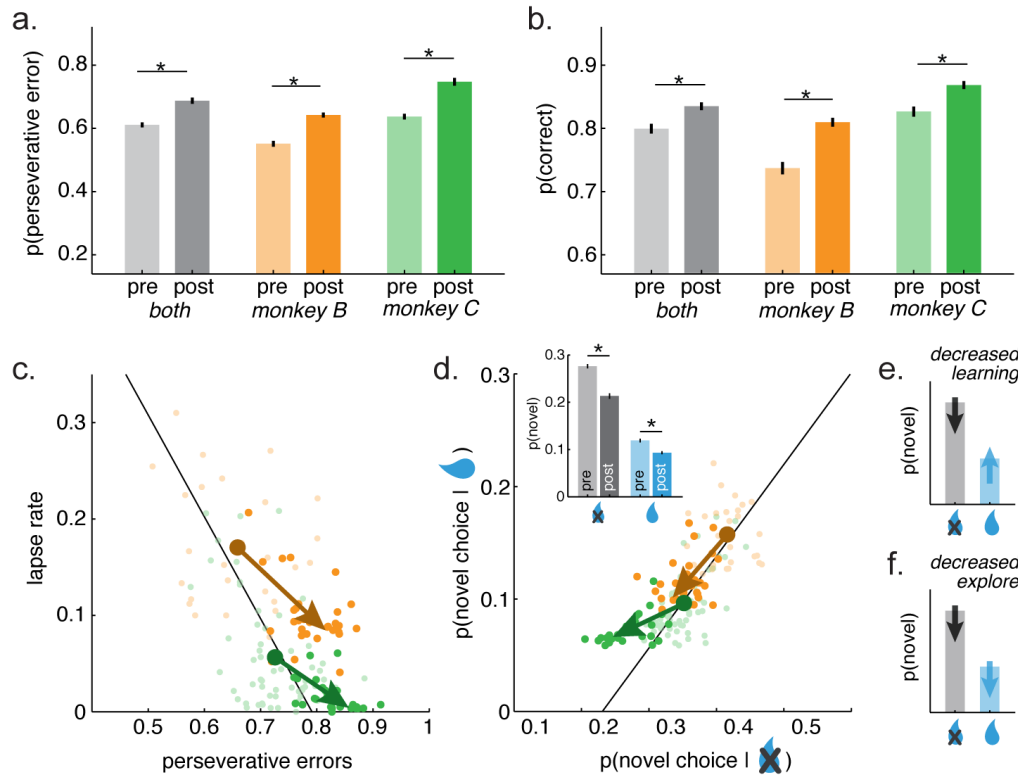 a.
p(perseverative error)
0.8
0.6
0.4
0.2
*
*
*
pre post pre post pre post
both monkey B monkey C
b.
p(correct)
0.9
0.8
0.7
0.6
*
*
*
pre post pre post pre post
both monkey B monkey C
c.
lapse rate
0.3
0.2
0.1
0
0.5 0.6 0.7 0.8 0.9 1
perseverative errors
d.
p(novel choice | )
0.3
0.2
0.1
0
0.1 0.2 0.3 0.4 0.5
p(novel choice | )
p(novel)
0.3
0.2
0.1
0
*
*
pre
post
pre
post
e.
decreased
learning
p(novel)
f.
decreased
explore
p(novel)